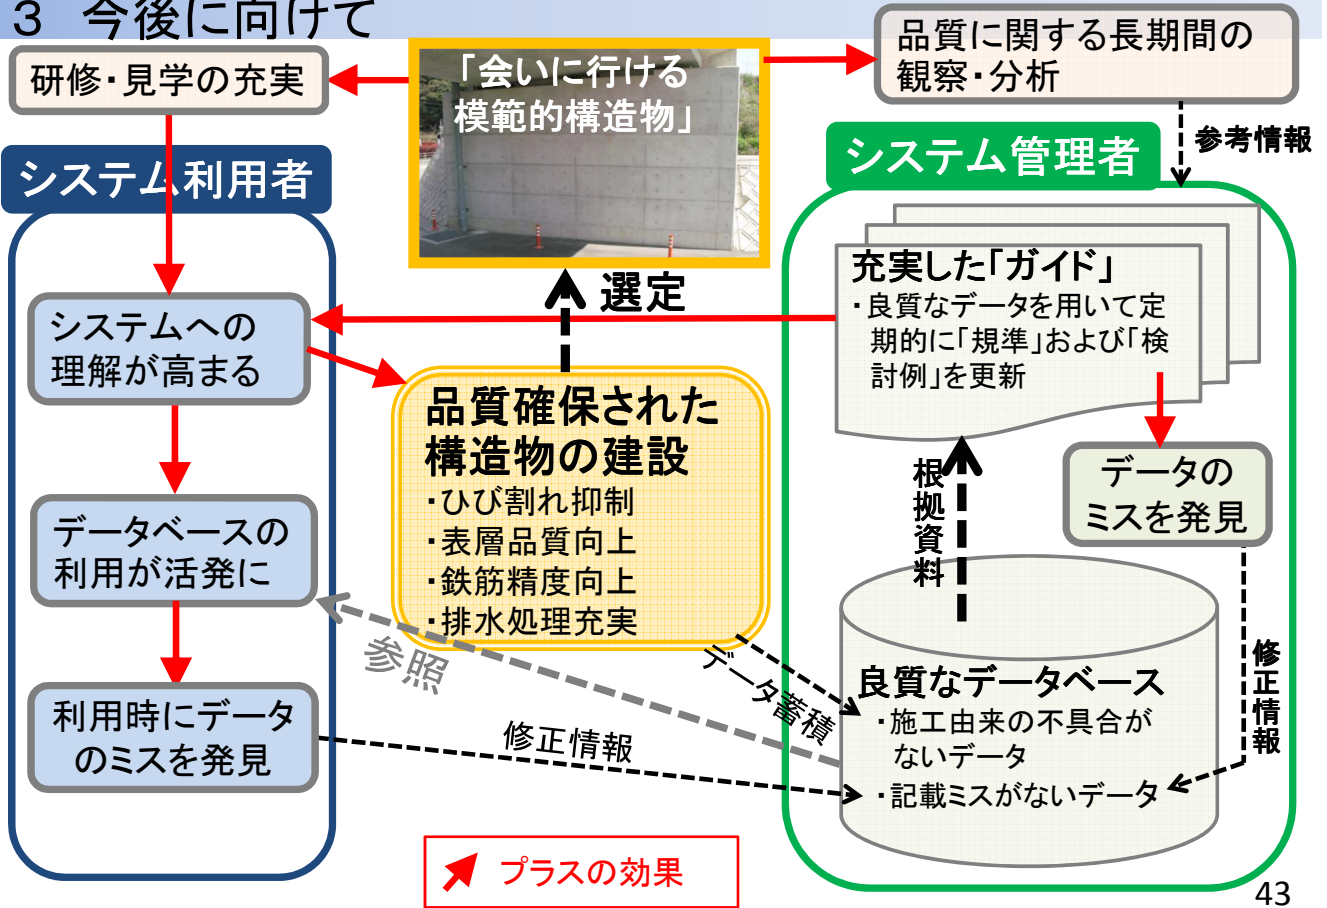 3 今後に向けて
研修・見学の充実
「会いに行ける
模範的構造物」
品質に関する長期間の
観察・分析
参考情報
システム利用者
システム管理者
選定
充実した「ガイド」
・良質なデータを用いて定
期的に「規準」および「検
討例」を更新
システムへの
理解が高まる
品質確保された
構造物の建設
・ひび割れ抑制
・表層品質向上
・鉄筋精度向上
・排水処理充実
根拠資料
データの
ミスを発見
データベースの
利用が活発に
参照
データ蓄積
良質なデータベース
・施工由来の不具合が
ないデータ
・記載ミスがないデータ
修正情報
利用時にデータ
のミスを発見
修正情報
プラスの効果
43